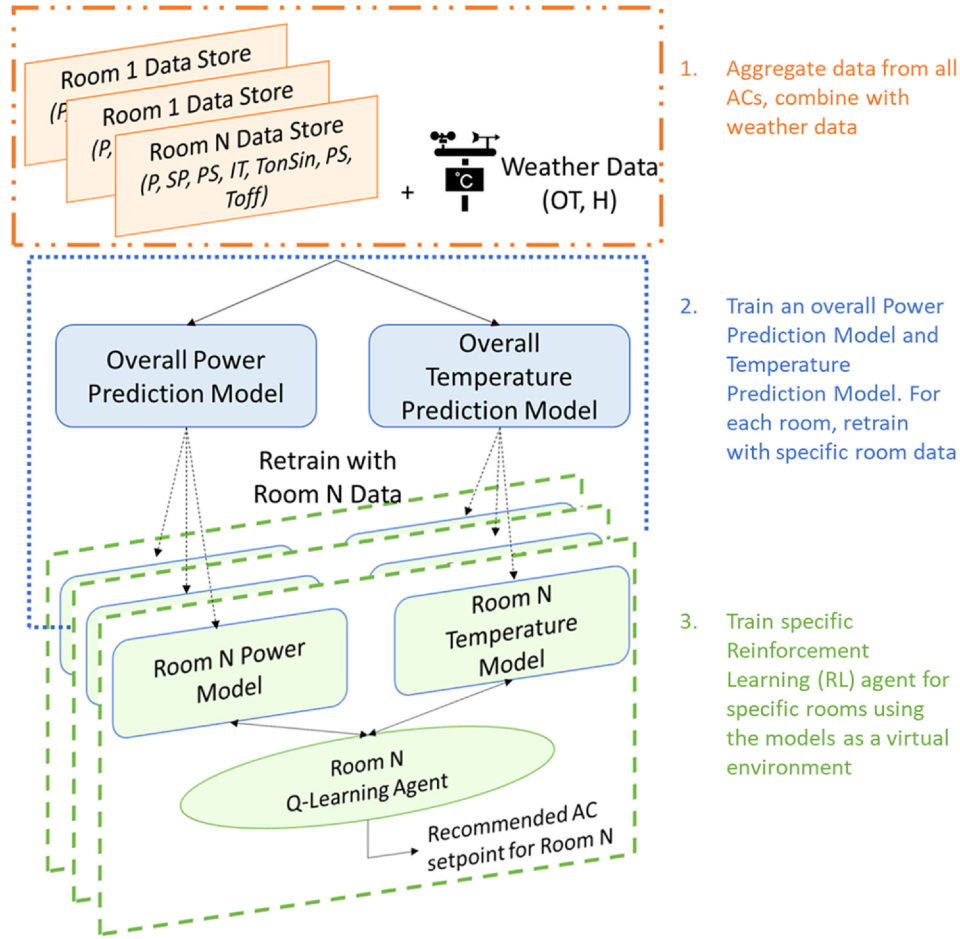 Room 1 Data Store
(P,
Room 1 Data Store
(P,
Room N Data Store
(P, SP, PS, IT, TonSin, PS,
Toff)
+
°C
Weather Data
(OT, H)
1. Aggregate data from all
ACs, combine with
weather data
Overall Power
Prediction Model
Overall
Temperature
Prediction Model
2. Train an overall Power
Prediction Model and
Temperature
Prediction Model. For
each room, retrain
with specific room data
Retrain with
Room N Data
Room N Power
Model
Room N
Temperature
Model
Room N
Q-Learning Agent
Recommended AC
setpoint for Room N
3. Train specific
Reinforcement
Learning (RL) agent for
specific rooms using
the models as a virtual
environment